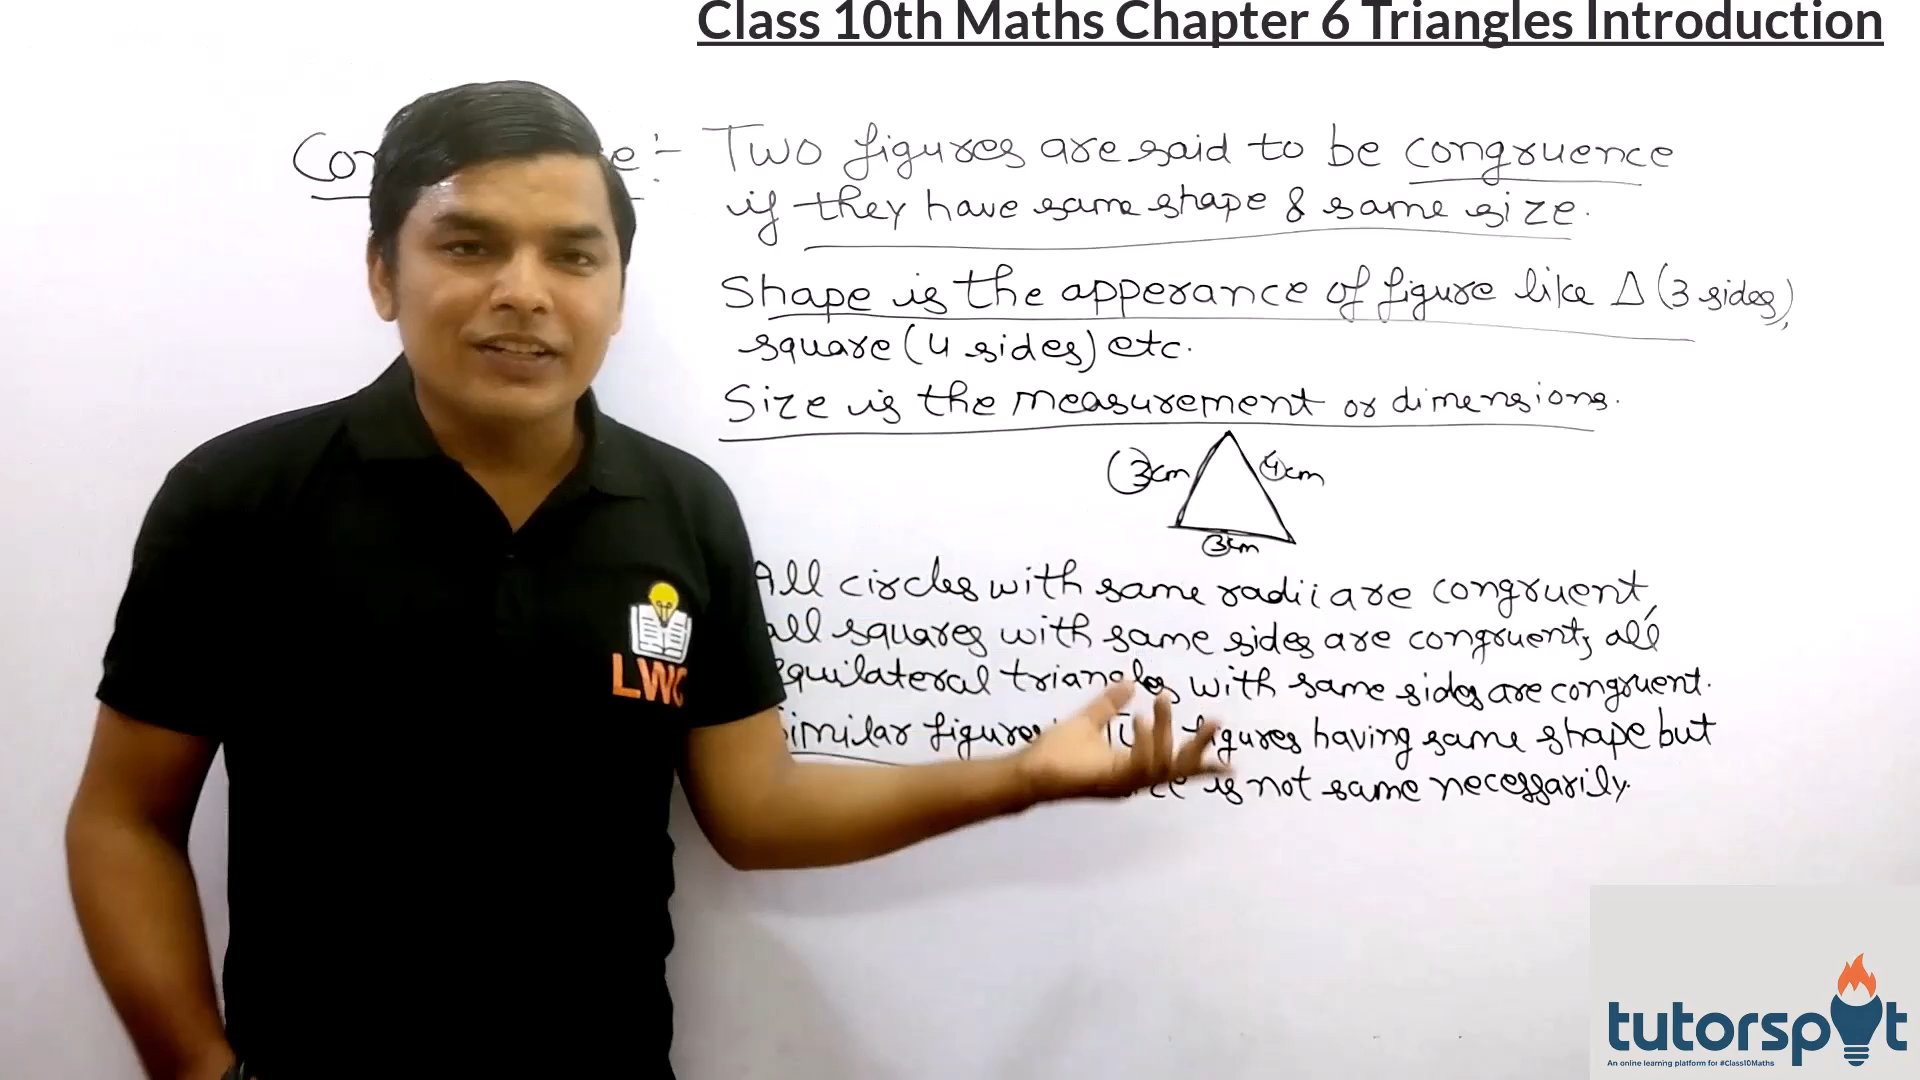 Class 10th Maths Chapter 6 Triangles Introduction
:- Two figures are said to be congruence
if they have same shape & same size.
Shape is the apperance of figure like Δ (3 sides),
square (4 sides) etc.
Size is the measurement or dimensions.
3cm
4cm
3cm
All circles with same radii are congruent,
all squares with same sides are congruent, all
equilateral triangles with same sides are congruent.
Similar figures figures having same shape but
is not same necessarily.
LWC
tutorspot
An online learning platform for #Class10Maths